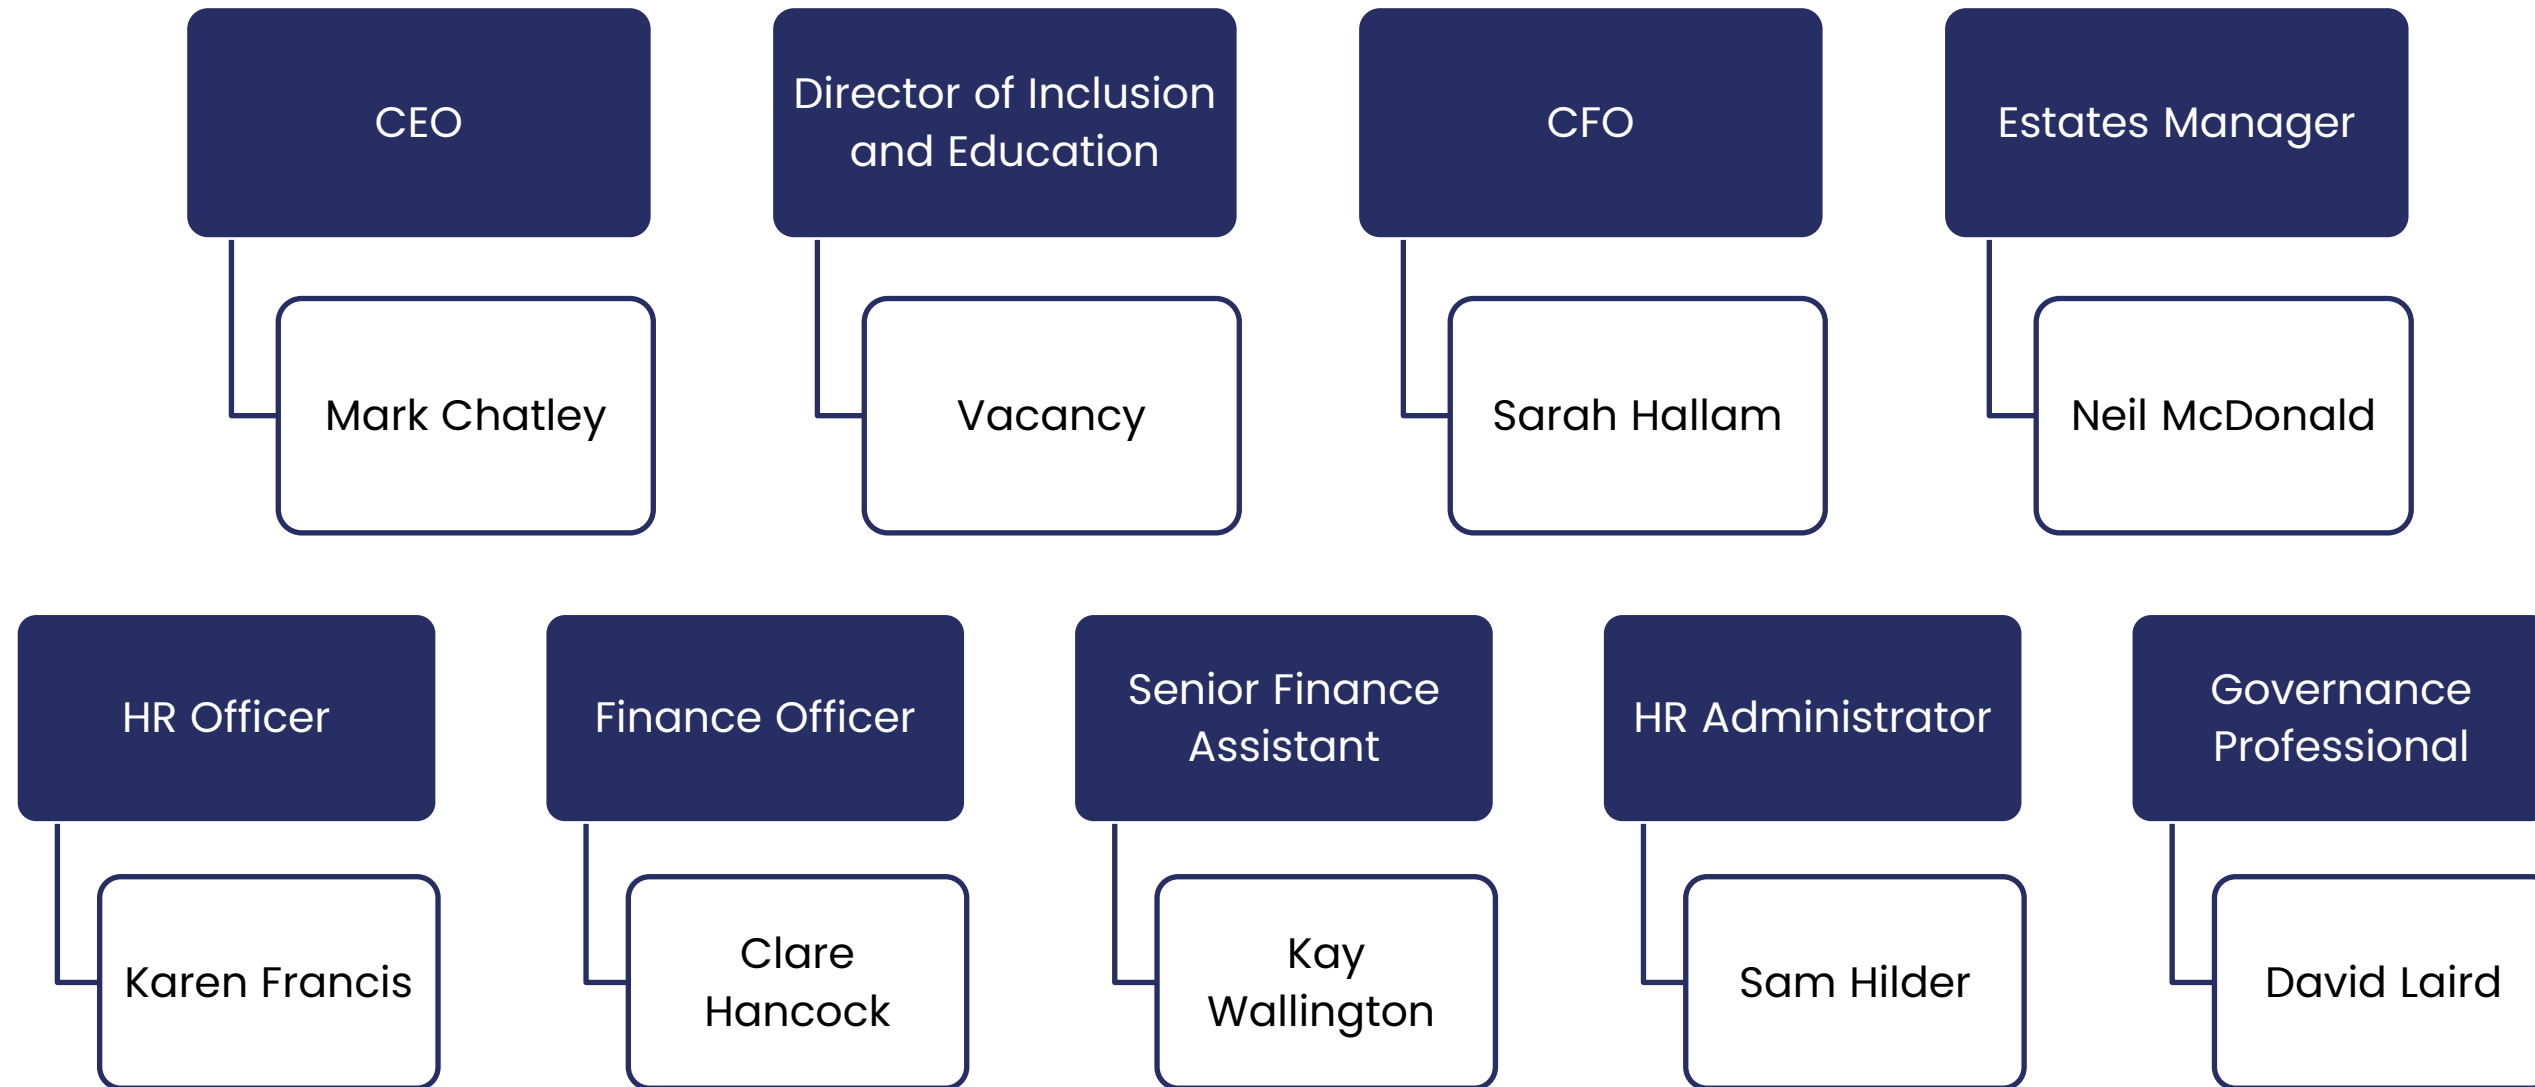 CEO
Director of Inclusion
and Education
CFO
Estates Manager
Mark Chatley
Vacancy
Sarah Hallam
Neil McDonald
HR Officer
Finance Officer
Senior Finance
Assistant
HR Administrator
Governance
Professional
Karen Francis
Clare
Hancock
Kay
Wallington
Sam Hilder
David Laird